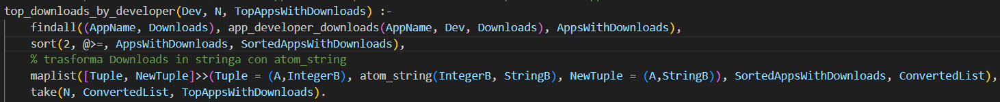 top_downloads_by_developer(Dev, N, TopAppsWithDownloads) :-
findall((AppName, Downloads), app_developer_downloads(AppName, Dev, Downloads), AppsWithDownloads),
sort(2, @>=, AppsWithDownloads, SortedAppsWithDownloads),
% trasforma Downloads in stringa con atom_string
maplist([Tuple, NewTuple]>>(Tuple = (A,IntegerB), atom_string(IntegerB, StringB), NewTuple = (A,StringB)), SortedAppsWithDownloads, ConvertedList),
take(N, ConvertedList, TopAppsWithDownloads).